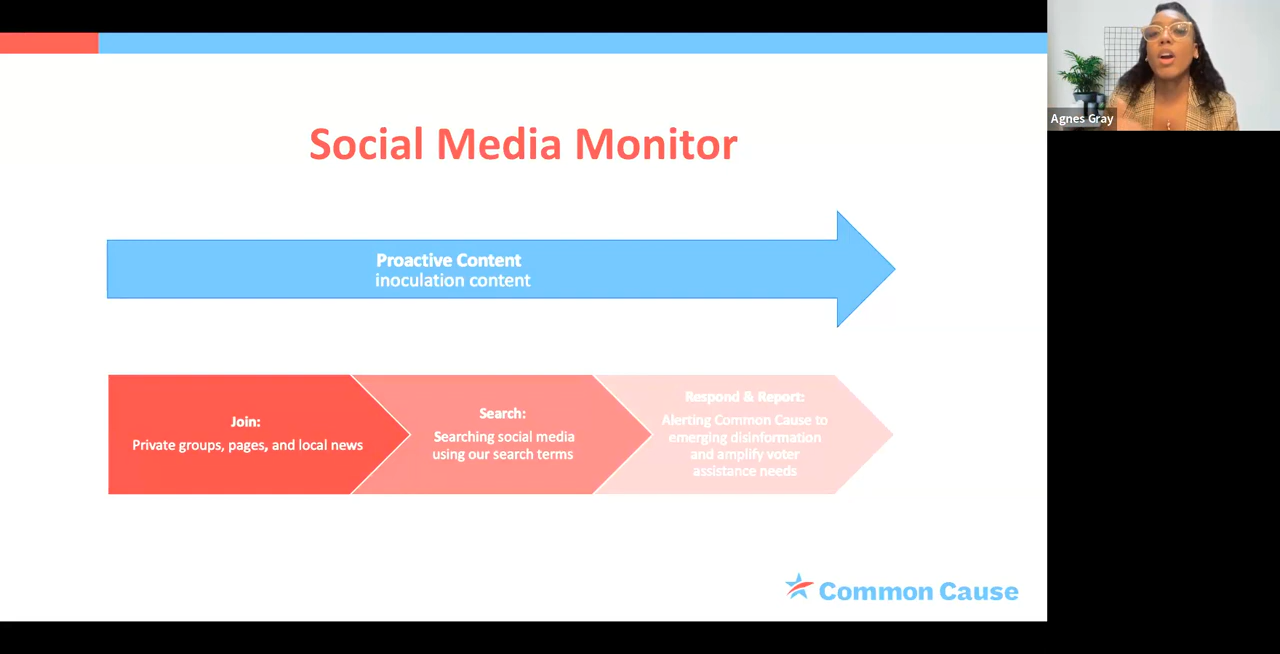 Agnes Gray
Social Media Monitor
Proactive Content
inoculation content
Join:
Private groups, pages, and local news
Search:
Searching social media
using our search terms
Respond & Report:
Alerting Common Cause to
emerging disinformation
and amplify voter
assistance needs
Common Cause